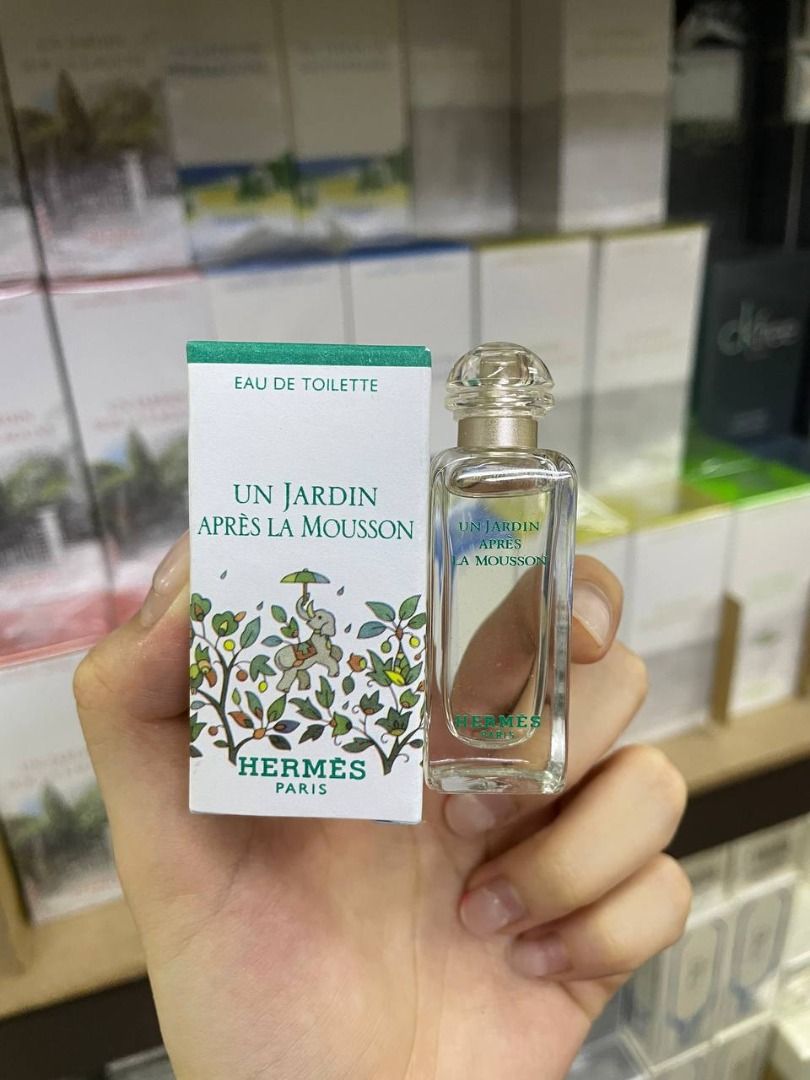 EAU DE TOILETTE
UN JARDIN
APRÈS LA MOUSSON
HERMÈS
PARIS
UN JARDIN
APRÈS
LA MOUSSON
HERMÈS
PARIS